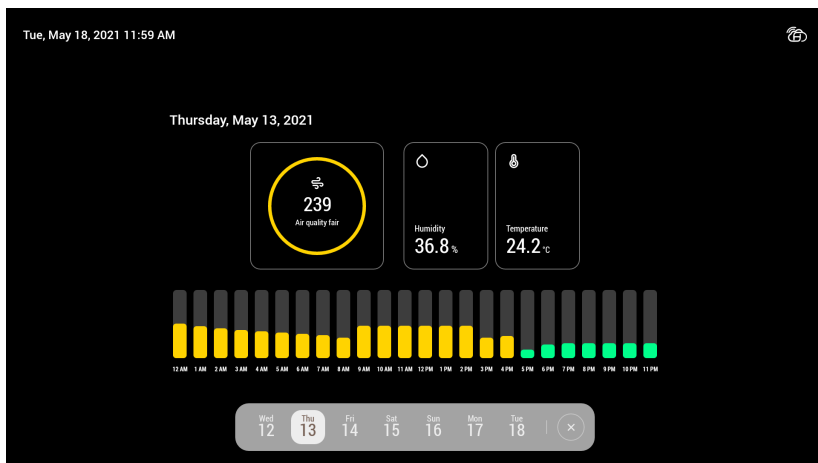 Tue, May 18, 2021 11:59 AM
Thursday, May 13, 2021
239
Air quality fair
Humidity
36.8 %
Temperature
24.2 °C
12 AM 1 AM 2 AM 3 AM 4 AM 5 AM 6 AM 7 AM 8 AM 9 AM 10 AM 11 AM 12 PM 1 PM 2 PM 3 PM 4 PM 5 PM 6 PM 7 PM 8 PM 9 PM 10 PM 11 PM
Wed Thu Fri Sat Sun Mon Tue
12 13 14 15 16 17 18